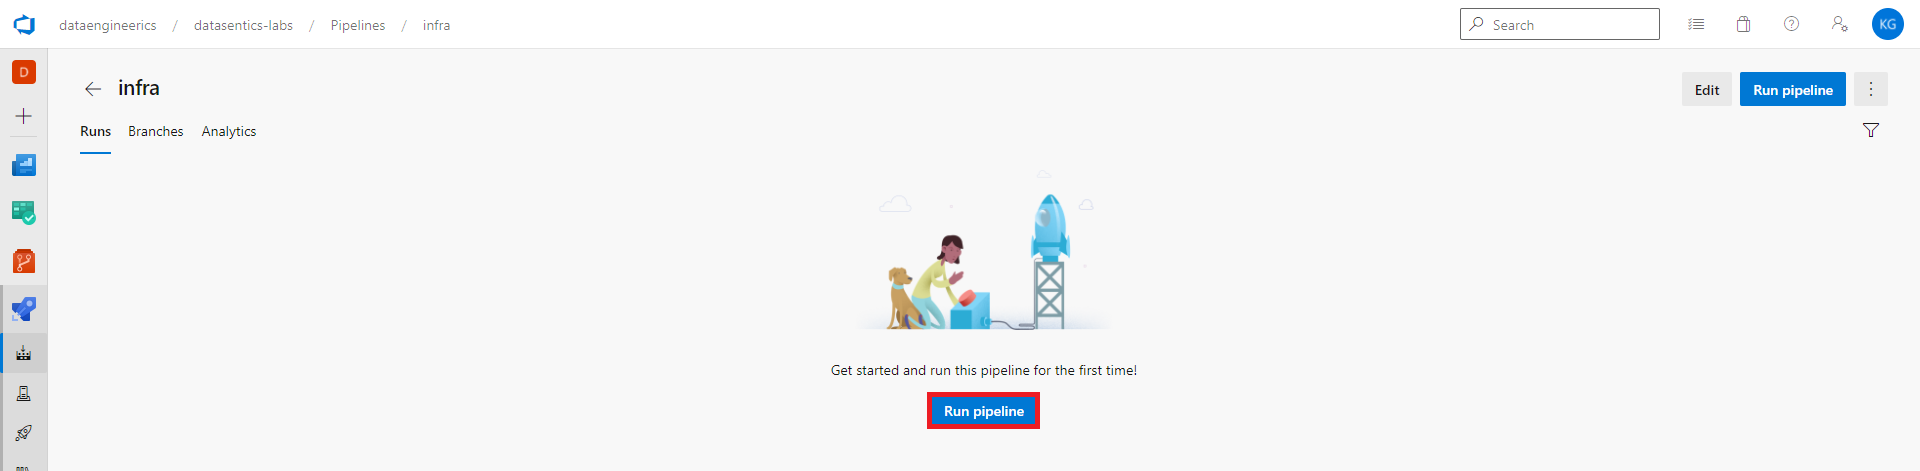 dataengineerics / datasentics-labs / Pipelines / infra
Search
KG
D
infra
Edit
Run pipeline
Runs
Branches
Analytics
Get started and run this pipeline for the first time!
Run pipeline